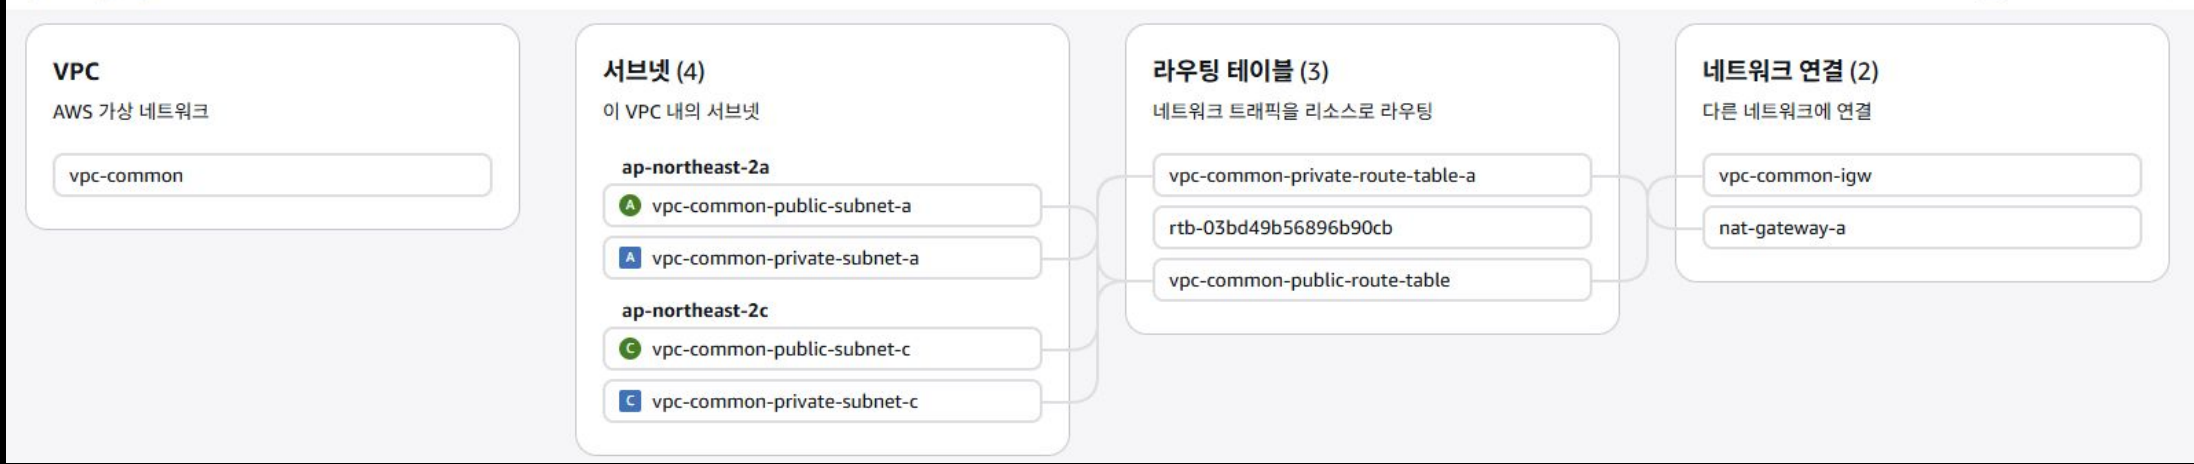 VPC
AWS 가상 네트워크
vpc-common
서브넷 (4)
이 VPC 내의 서브넷
ap-northeast-2a
A vpc-common-public-subnet-a
A vpc-common-private-subnet-a
ap-northeast-2c
C vpc-common-public-subnet-c
C vpc-common-private-subnet-c
라우팅 테이블 (3)
네트워크 트래픽을 리소스로 라우팅
vpc-common-private-route-table-a
rtb-03bd49b56896b90cb
vpc-common-public-route-table
네트워크 연결 (2)
다른 네트워크에 연결
vpc-common-igw
nat-gateway-a